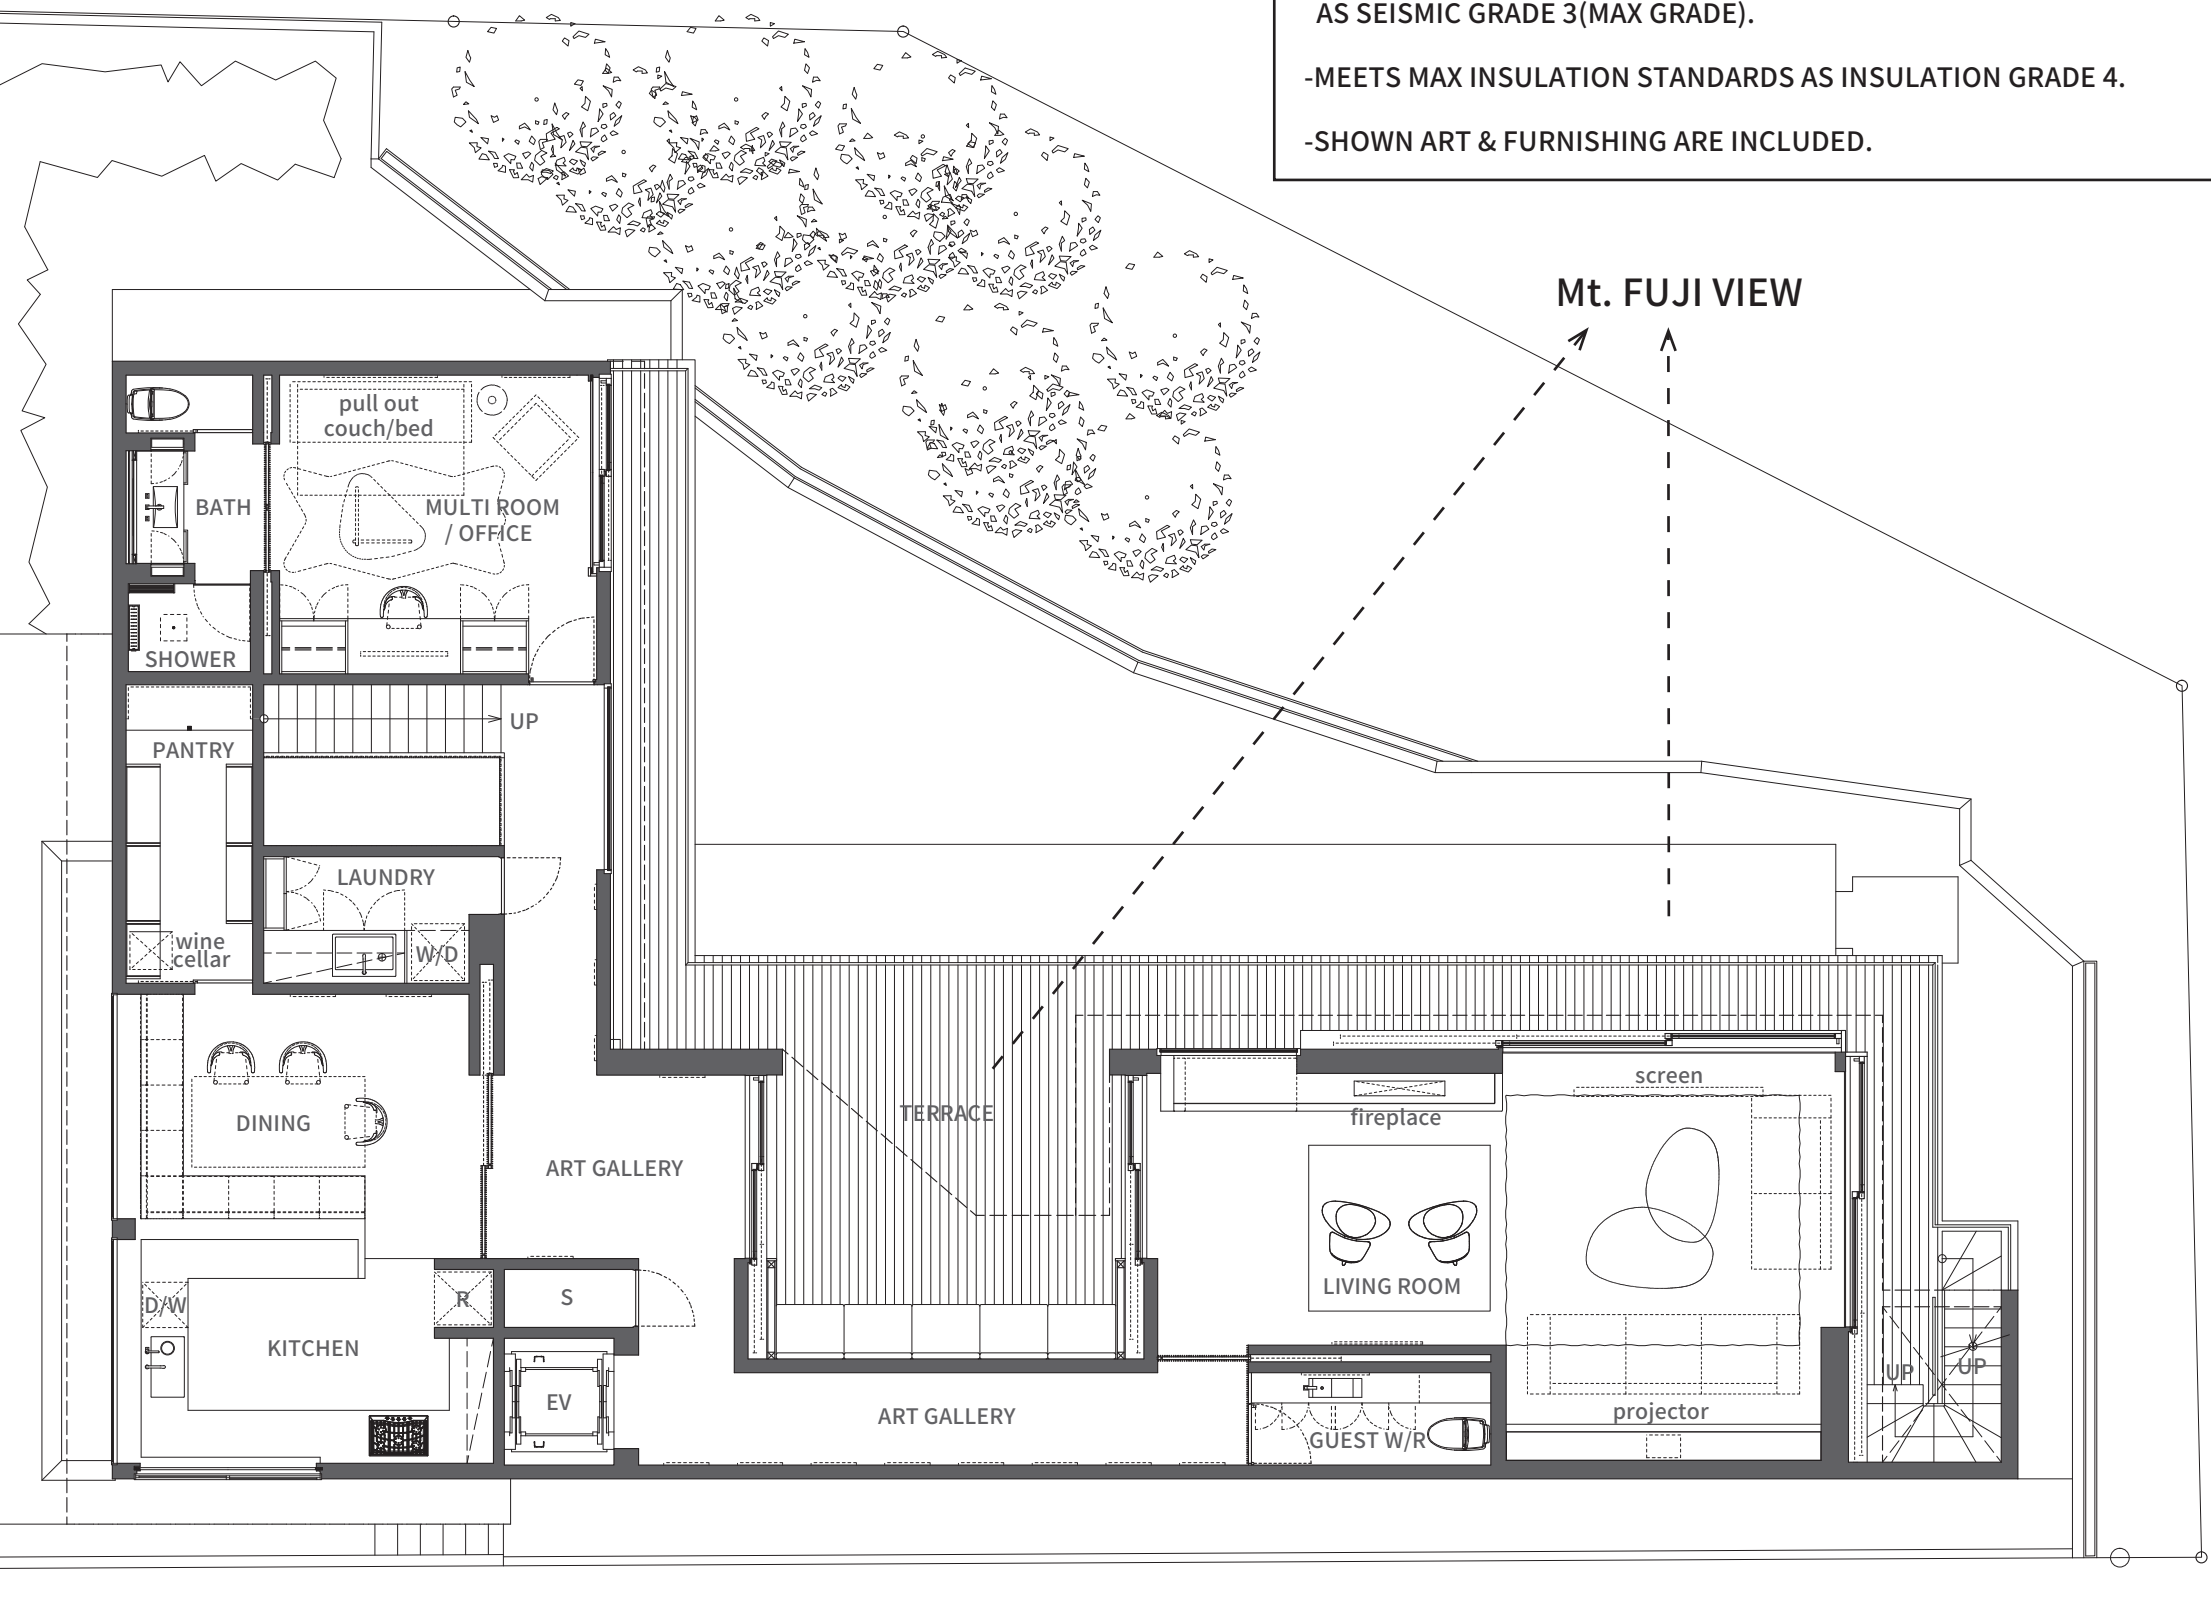 AS SEISMIC GRADE 3(MAX GRADE).
-MEETS MAX INSULATION STANDARDS AS INSULATION GRADE 4.
-SHOWN ART & FURNISHING ARE INCLUDED.
Mt. FUJI VIEW
pull out
couch/bed
BATH
MULTI ROOM
/ OFFICE
SHOWER
UP
PANTRY
LAUNDRY
wine
cellar
W/D
DINING
ART GALLERY
TERRACE
screen
fireplace
LIVING ROOM
D/W
R
S
KITCHEN
EV
ART GALLERY
GUEST W/R
projector
UP
UP